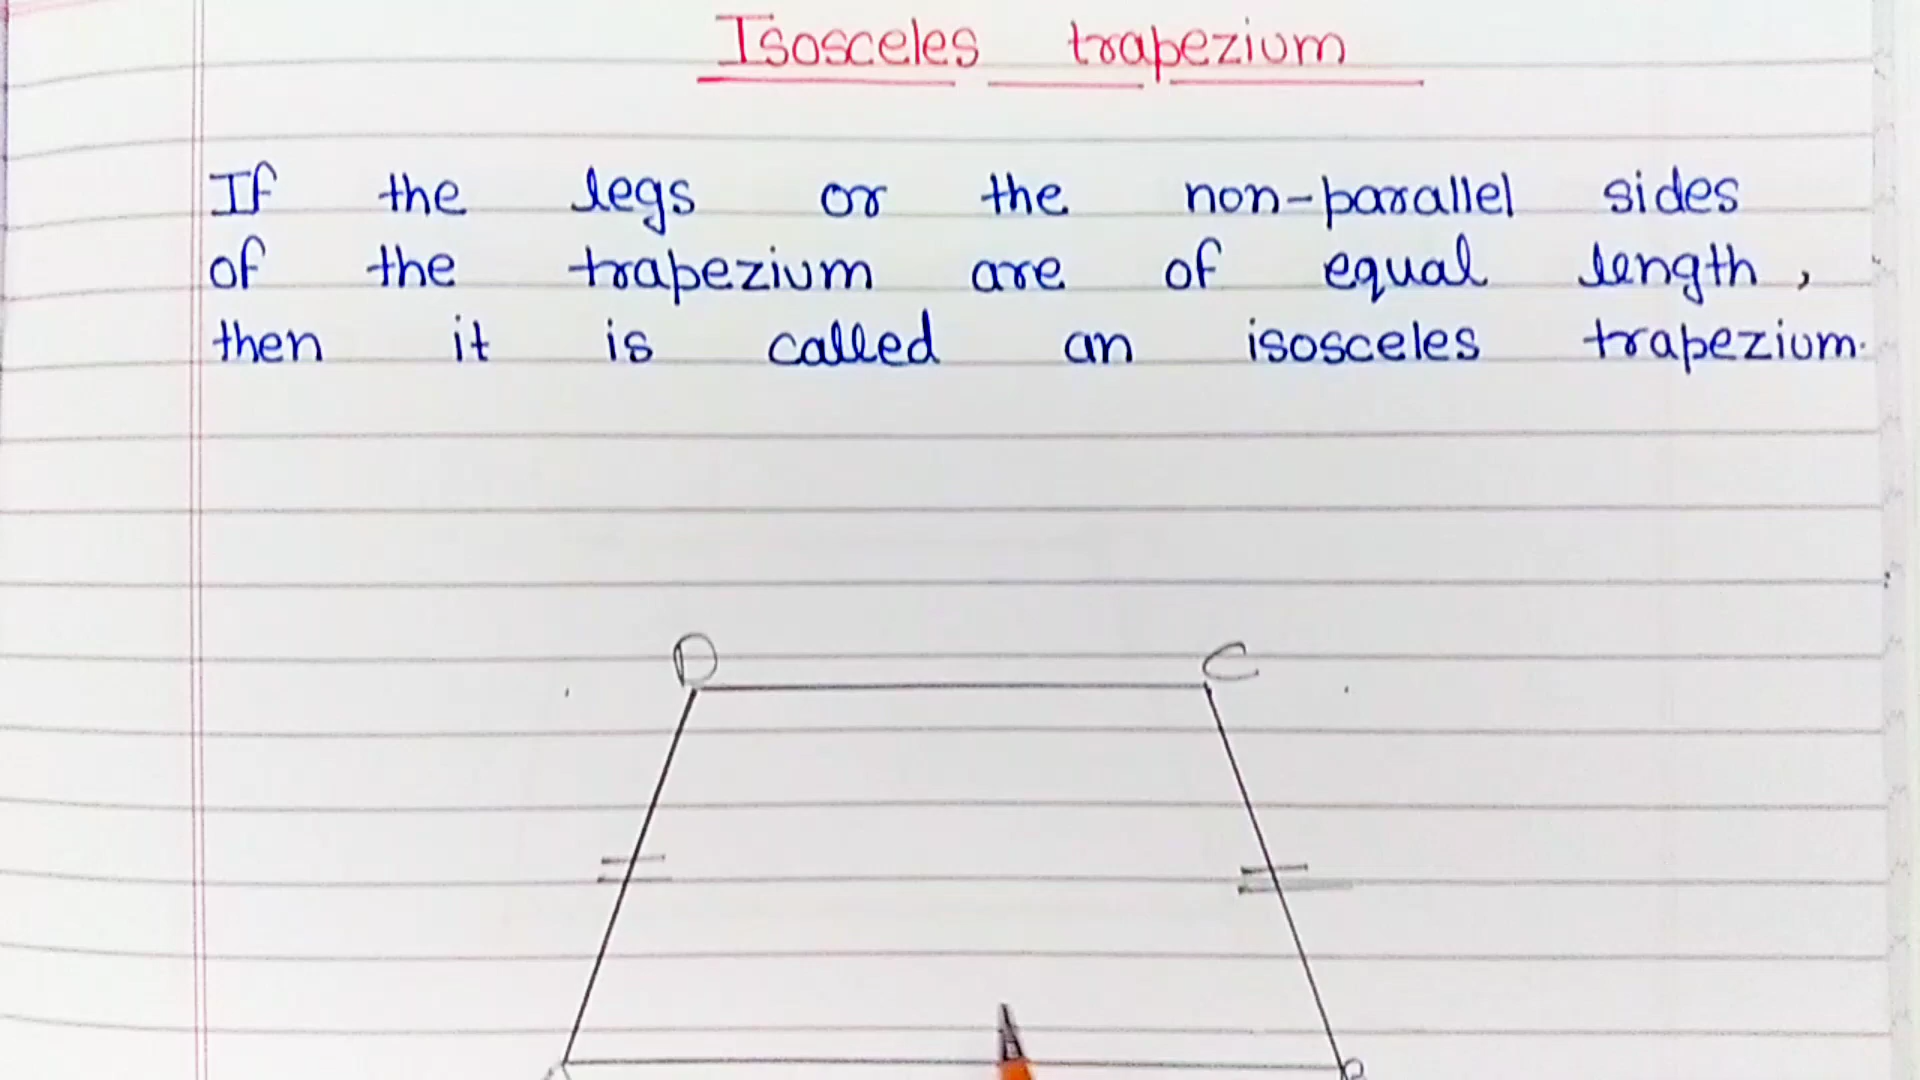 Isosceles trapezium
If the legs or the non-parallel sides
of the trapezium are of equal length,
then it is called an isosceles trapezium.
D C